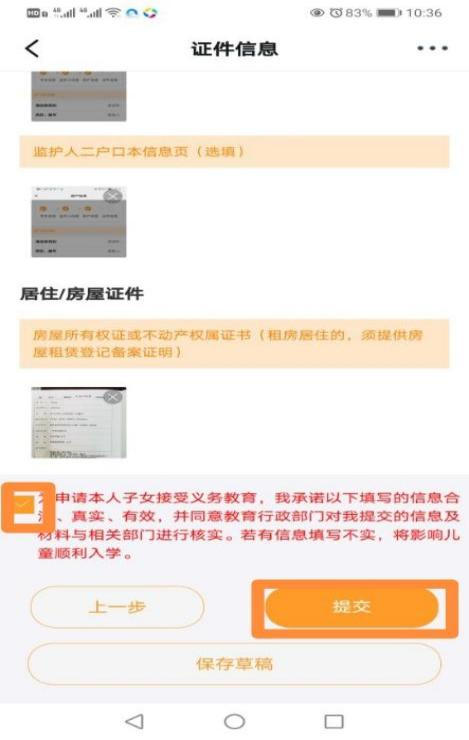 83% 10:36
证件信息
监护人二户口本信息页（选填）
居住/房屋证件
房屋所有权证或不动产权属证书（租房居住的，须提供房
屋租赁登记备案证明）
申请本人子女接受义务教育，我承诺以下填写的信息合
、真实、有效，并同意教育行政部门对我提交的信息及
材料与相关部门进行核实。若有信息填写不实，将影响儿
童顺利入学。
上一步
提交
保存草稿